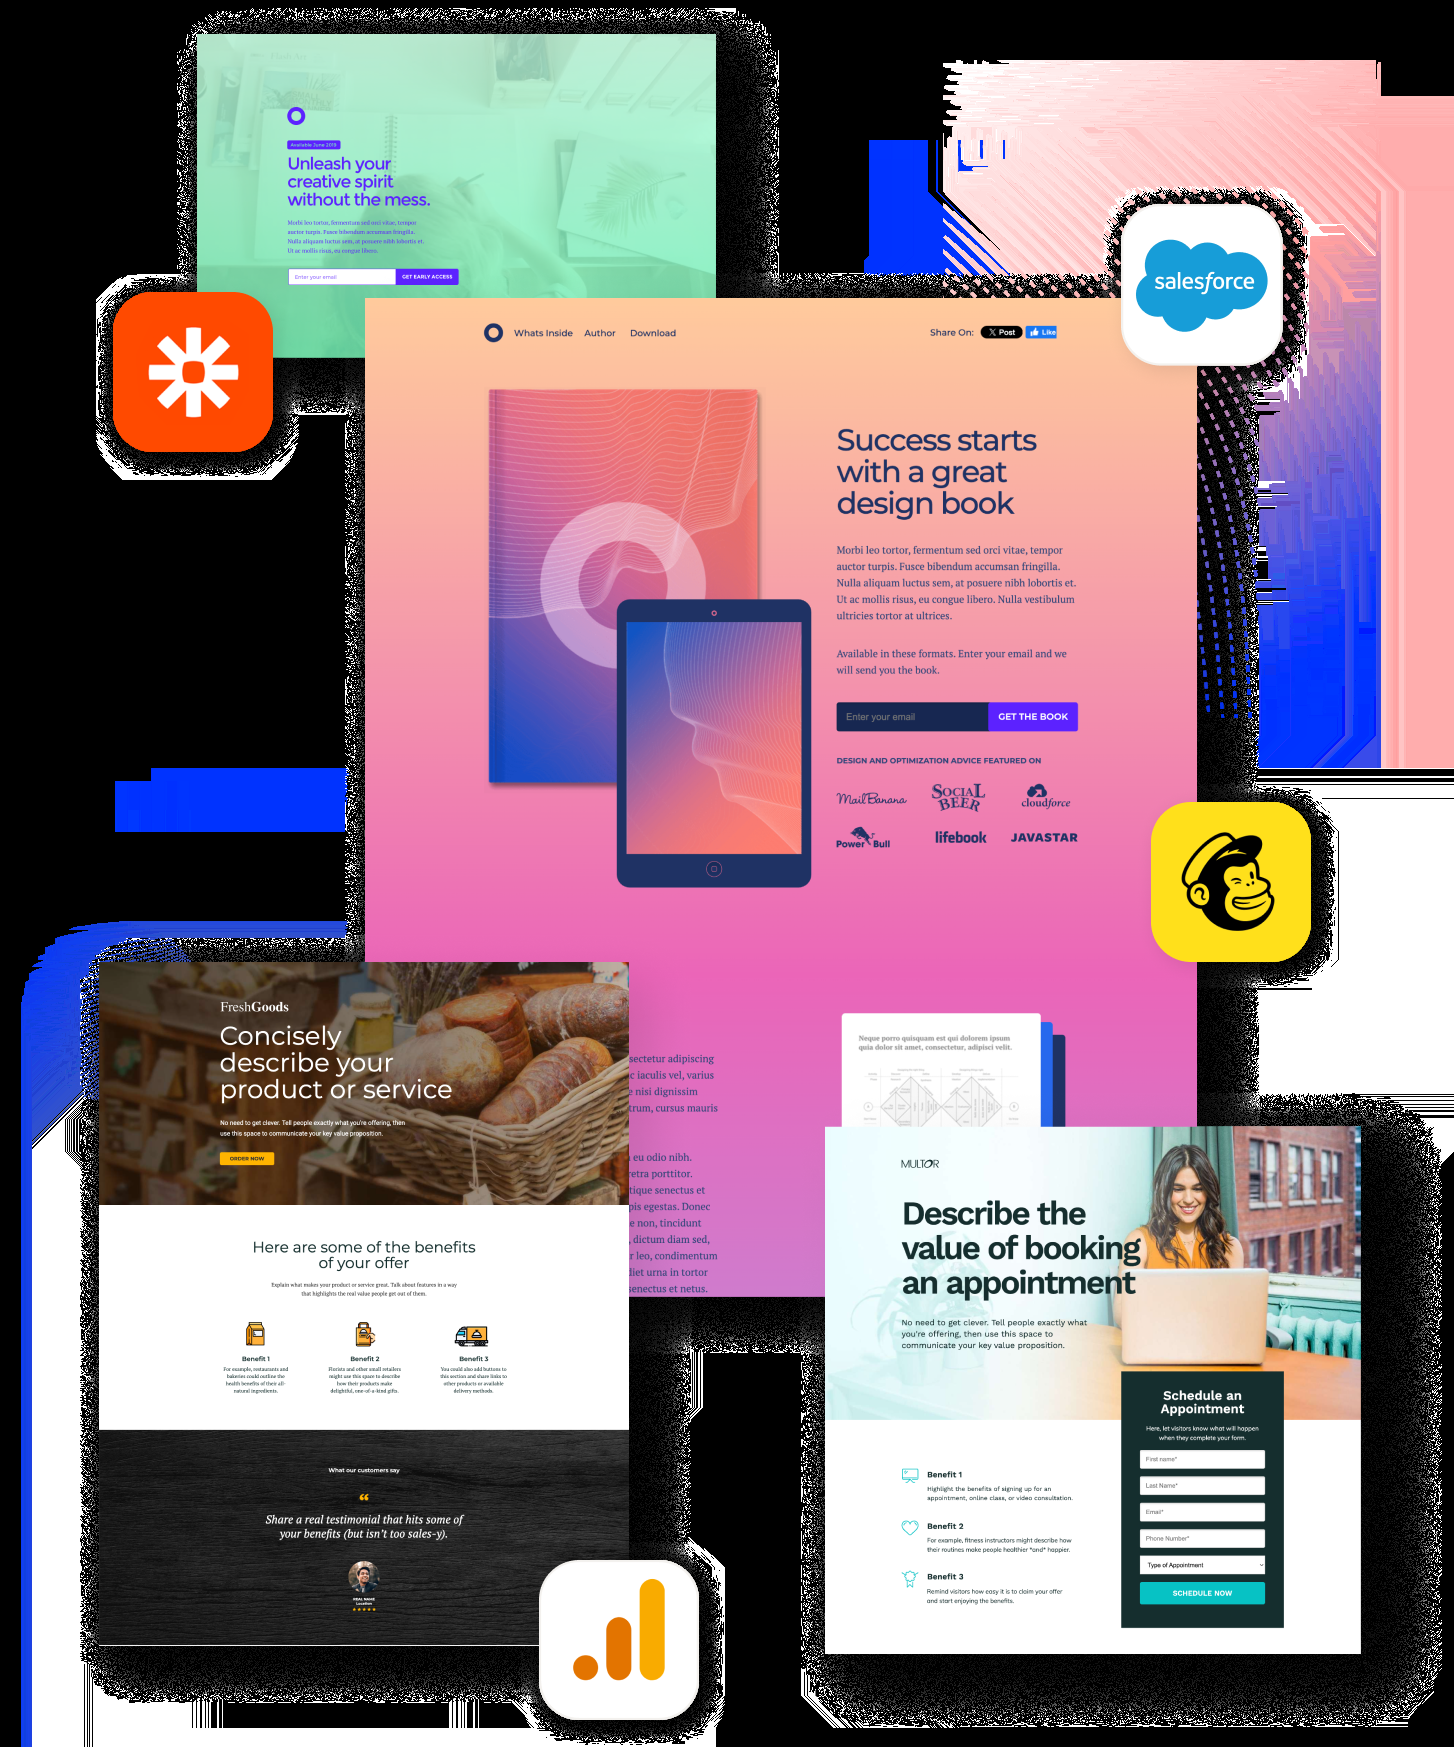 Available June 2019
Unleash your
creative spirit
without the mess.
Morbi leo tortor, fermentum sed orci vitae, tempor
auctor turpis. Fusce bibendum accumsan fringilla.
Nulla aliquam luctus sem, at posuere nibh lobortis et.
Ut ac mollis risus, eu congue libero.
Enter your email
GET EARLY ACCESS
salesforce
Whats Inside Author Download
Share On: X Post Like
Success starts
with a great
design book
Morbi leo tortor, fermentum sed orci vitae, tempor
auctor turpis. Fusce bibendum accumsan fringilla.
Nulla aliquam luctus sem, at posuere nibh lobortis et.
Ut ac mollis risus, eu congue libero. Nulla vestibulum
ultricies tortor at ultrices.
Available in these formats. Enter your email and we
will send you the book.
Enter your email
GET THE BOOK
DESIGN AND OPTIMIZATION ADVICE FEATURED ON
MailBanana
SOCIAL
BEER
cloudforce
Power Bull
lifebook
JAVASTAR
sectetur adipiscing
c iaculis vel, varius
e nisi dignissim
trum, cursus mauris
eu odio nibh.
retra porttitor.
tique senectus et
pis egestas. Donec
e non, tincidunt
, dictum diam sed,
r leo, condimentum
diet urna in tortor
senectus et netus.
Neque porro quisquam est qui dolorem ipsum
quia dolor sit amet, consectetur, adipisci velit.
FreshGoods
Concisely
describe your
product or service
No need to get clever. Tell people exactly what you're offering, then
use this space to communicate your key value proposition.
ORDER NOW
Here are some of the benefits
of your offer
Explain what makes your product or service great. Talk about features in a way
that highlights the real value people get out of them.
Benefit 1
For example, restaurants and
bakeries could outline the
health benefits of their all-
natural ingredients.
Benefit 2
Florists and other small retailers
might use this space to describe
how their products make
delightful, one-of-a-kind gifts.
Benefit 3
You could also add buttons to
this section and share links to
other products or available
delivery methods.
What our customers say
“
Share a real testimonial that hits some of
your benefits (but isn't too sales-y).
REAL NAME
Location
MULTOR
Describe the
value of booking
an appointment
No need to get clever. Tell people exactly what
you're offering, then use this space to
communicate your key value proposition.
Benefit 1
Highlight the benefits of signing up for an
appointment, online class, or video consultation.
Benefit 2
For example, fitness instructors might describe how
their routines make people healthier *and* happier.
Benefit 3
Remind visitors how easy it is to claim your offer
and start enjoying the benefits.
Schedule an
Appointment
Here, let visitors know what will happen
when they complete your form.
First name*
Last Name*
Email*
Phone Number*
Type of Appointment
SCHEDULE NOW